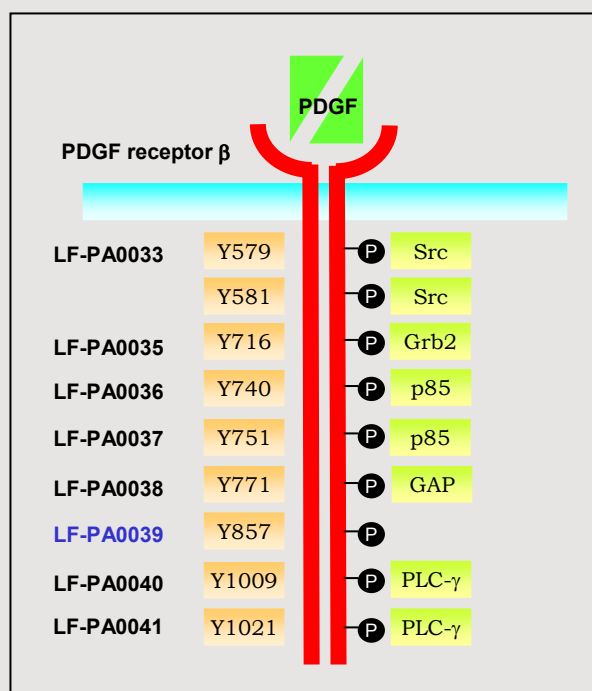 PDGF
PDGF receptor β
LF-PA0033 Y579 P Src
Y581 P Src
LF-PA0035 Y716 P Grb2
LF-PA0036 Y740 P p85
LF-PA0037 Y751 P p85
LF-PA0038 Y771 P GAP
LF-PA0039 Y857 P
LF-PA0040 Y1009 P PLC-γ
LF-PA0041 Y1021 P PLC-γ